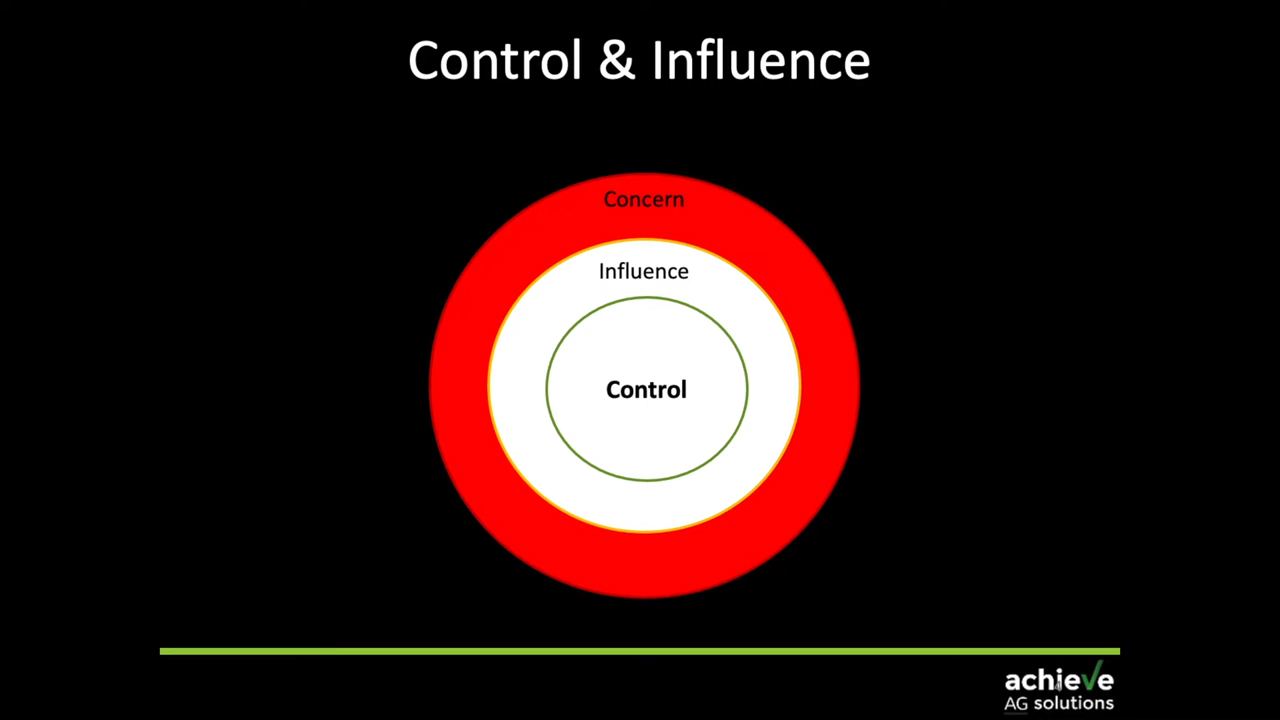 Control & Influence
Concern
Influence
Control
achieve
AG solutions